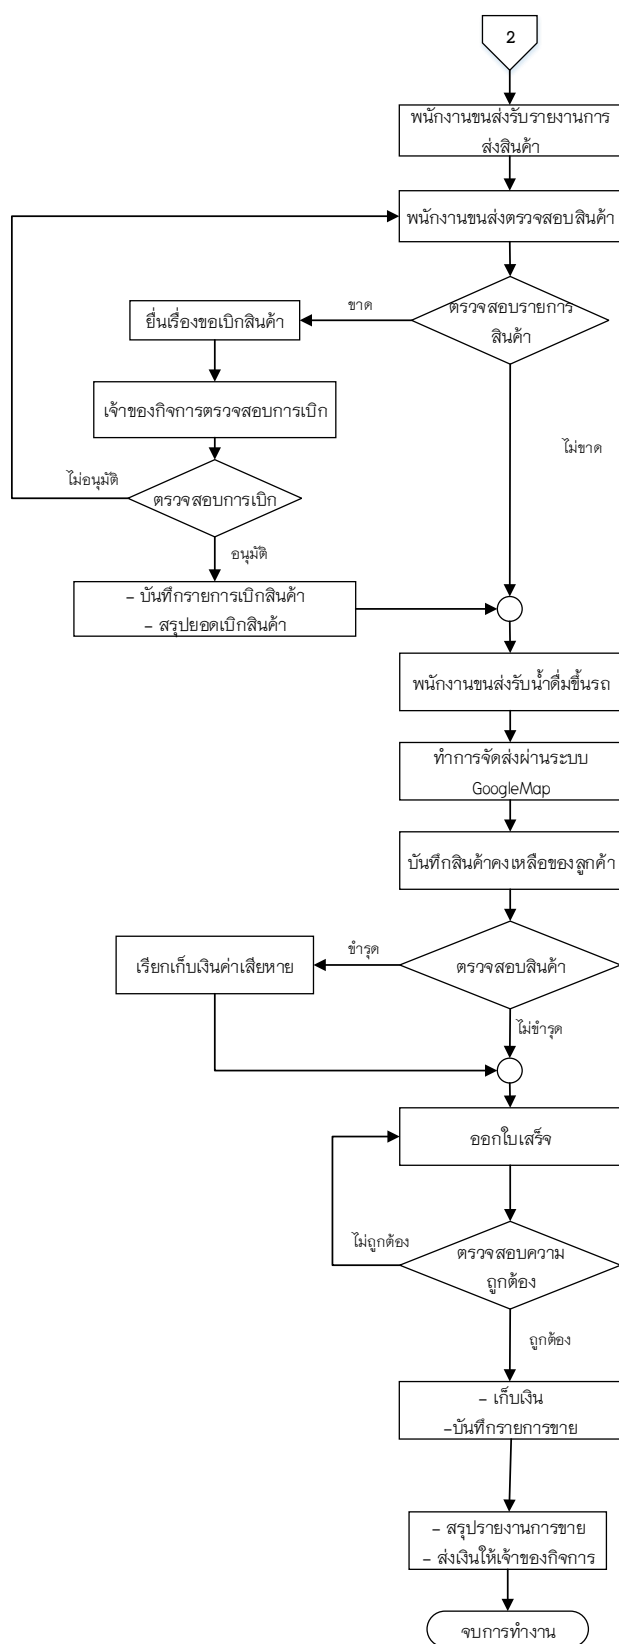 2
พนักงานขนส่งรับรายงานการ
ส่งสินค้า
พนักงานขนส่งตรวจสอบสินค้า
ตรวจสอบรายการ
สินค้า
ขาด
ยื่นเรื่องขอเบิกสินค้า
เจ้าของกิจการตรวจสอบการเบิก
ไม่ขาด
ไม่อนุมัติ
ตรวจสอบการเบิก
อนุมัติ
- บันทึกรายการเบิกสินค้า
- สรุปยอดเบิกสินค้า
พนักงานขนส่งรับน้ำดื่มขึ้นรถ
ทำการจัดส่งผ่านระบบ
GoogleMap
บันทึกสินค้าคงเหลือของลูกค้า
ตรวจสอบสินค้า
ชำรุด
เรียกเก็บเงินค่าเสียหาย
ไม่ชำรุด
ออกใบเสร็จ
ไม่ถูกต้อง
ตรวจสอบความ
ถูกต้อง
ถูกต้อง
- เก็บเงิน
-บันทึกรายการขาย
- สรุปรายงานการขาย
- ส่งเงินให้เจ้าของกิจการ
จบการทำงาน